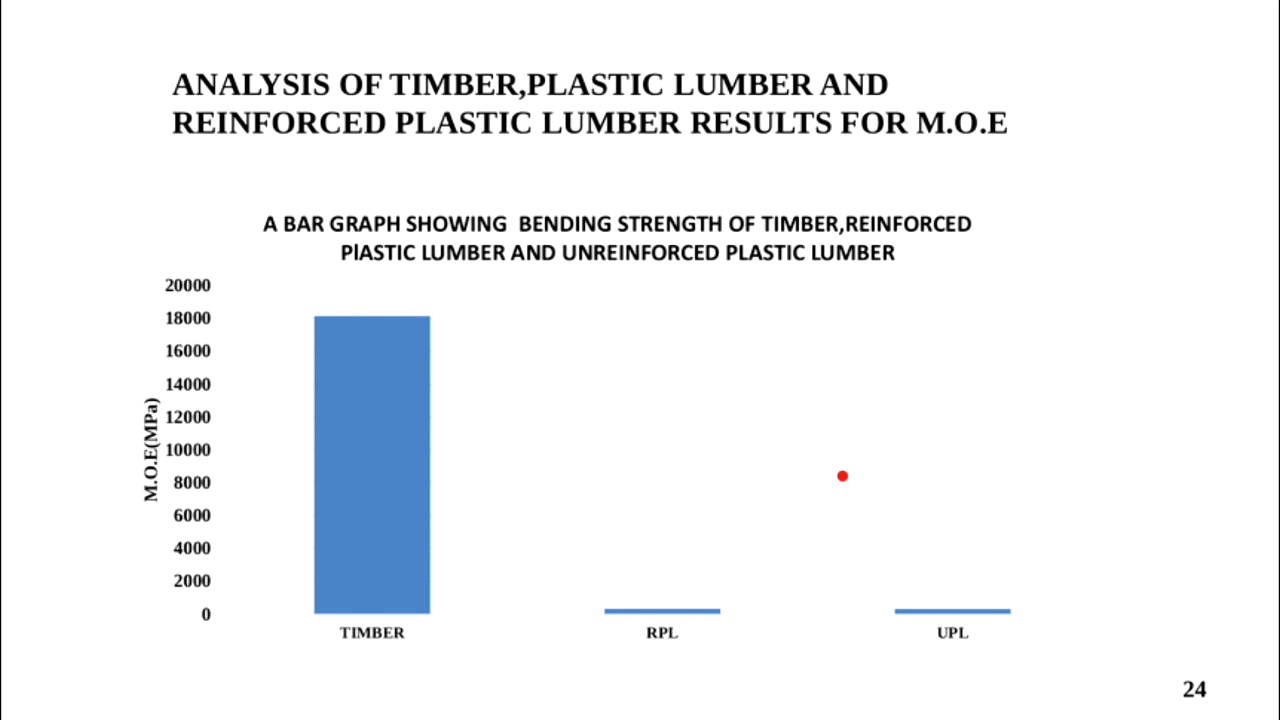 ANALYSIS OF TIMBER,PLASTIC LUMBER AND
REINFORCED PLASTIC LUMBER RESULTS FOR M.O.E
A BAR GRAPH SHOWING  BENDING STRENGTH OF TIMBER,REINFORCED
PlASTIC LUMBER AND UNREINFORCED PLASTIC LUMBER
M.O.E(MPa)
20000
18000
16000
14000
12000
10000
8000
6000
4000
2000
0
TIMBER
RPL
UPL
24